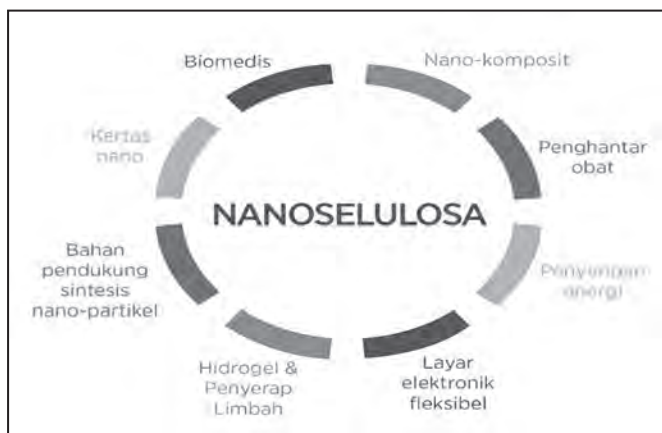 Biomedis
Nano-komposit
Kertas
nano
Penghantar
obat
NANOSELULOSA
Bahan
pendukung
sintesis
nano-partikel
Penyimpan
energi
Hidrogel &
Penyerap
Limbah
Layar
elektronik
fleksibel